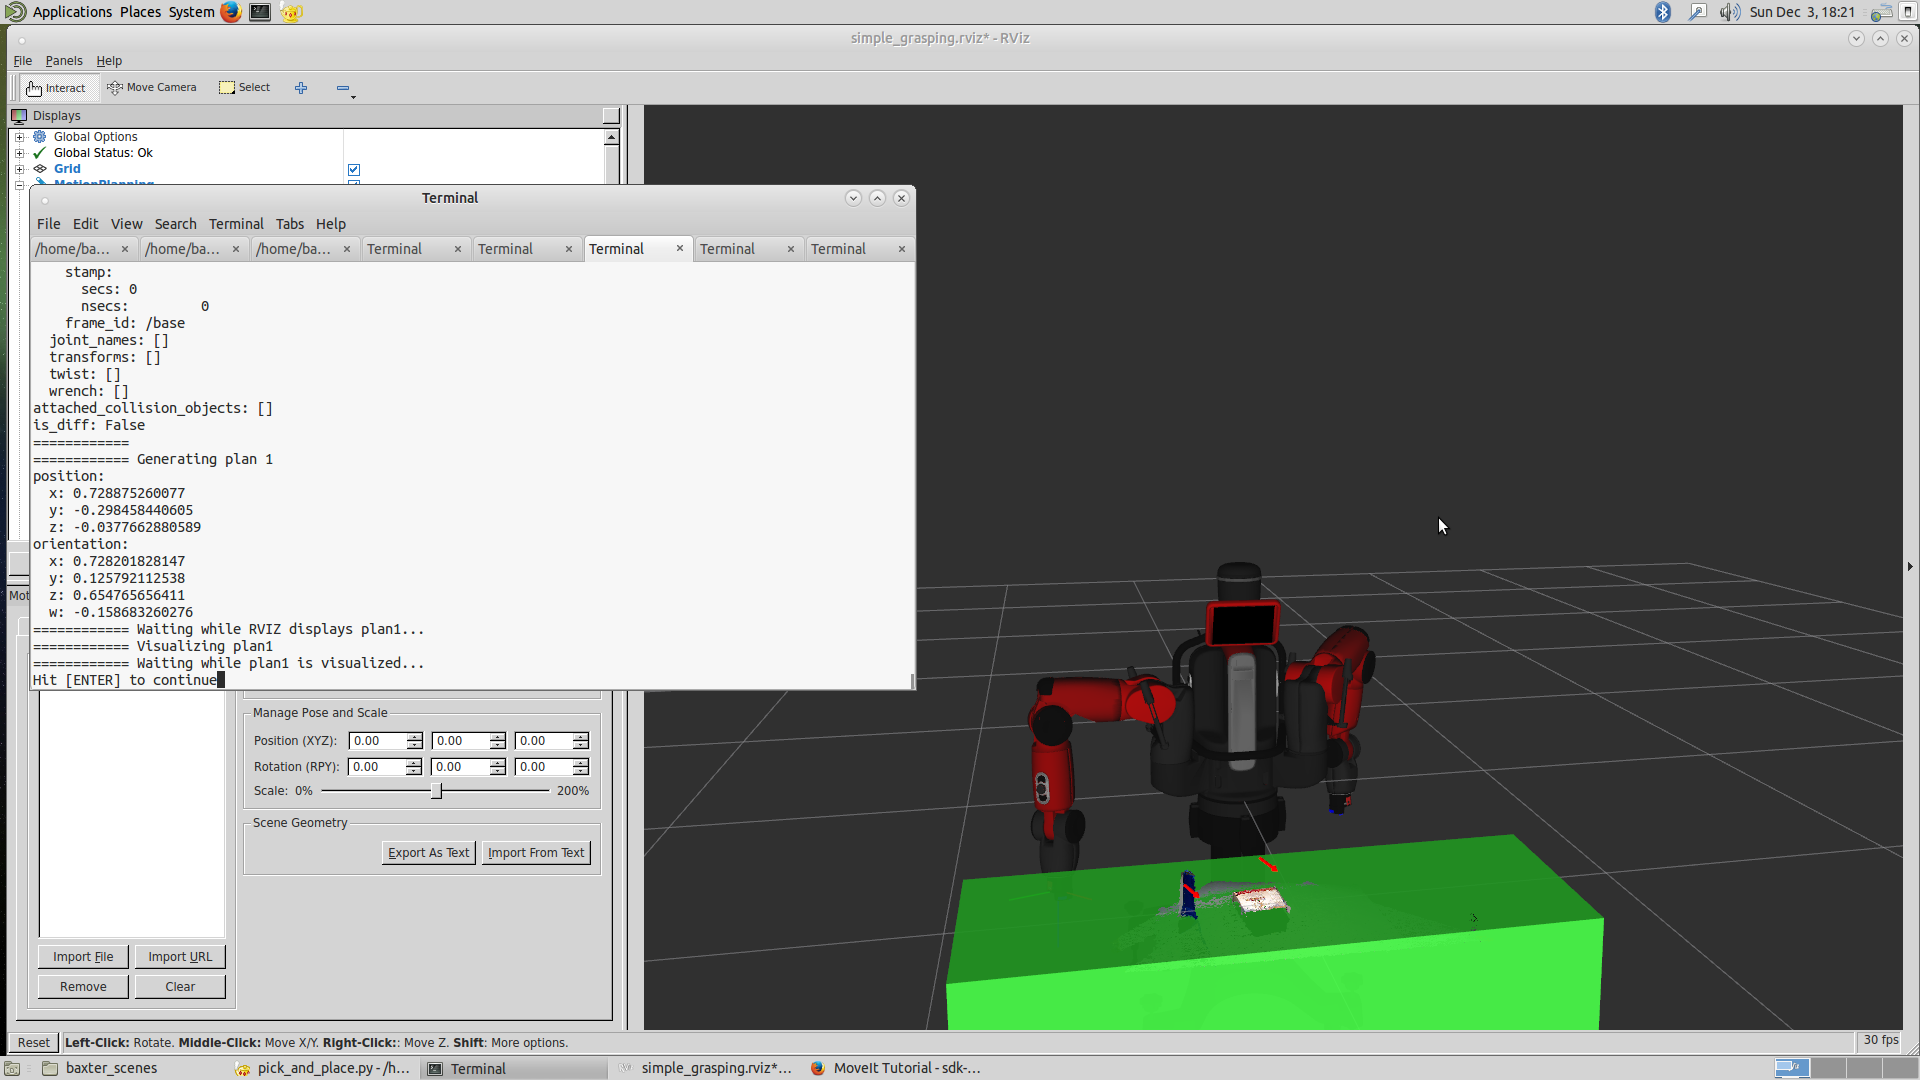 Applications Places System
Sun Dec 3, 18:21
simple_grasping.rviz* - RViz
File Panels Help
Interact Move Camera Select
Displays
Global Options
Global Status: Ok
Grid
MotionPlanning
Terminal
File Edit View Search Terminal Tabs Help
/home/ba... /home/ba... /home/ba... Terminal Terminal Terminal Terminal Terminal
stamp:
secs: 0
nsecs: 0
frame_id: /base
joint_names: []
transforms: []
twist: []
wrench: []
attached_collision_objects: []
is_diff: False
============
============ Generating plan 1
position:
x: 0.728875260077
y: -0.298458440605
z: -0.0377662880589
orientation:
x: 0.728201828147
y: 0.125792112538
z: 0.654765656411
w: -0.158683260276
============ Waiting while RVIZ displays plan1...
============ Visualizing plan1
============ Waiting while plan1 is visualized...
Hit [ENTER] to continue
Mot
Manage Pose and Scale
Position (XYZ): 0.00 0.00 0.00
Rotation (RPY): 0.00 0.00 0.00
Scale: 0% 200%
Scene Geometry
Export As Text Import From Text
Import File Import URL
Remove Clear
Reset Left-Click: Rotate. Middle-Click: Move X/Y. Right-Click:: Move Z. Shift: More options.
30 fps
baxter_scenes pick_and_place.py - /h... Terminal simple_grasping.rviz*... MoveIt Tutorial - sdk-...